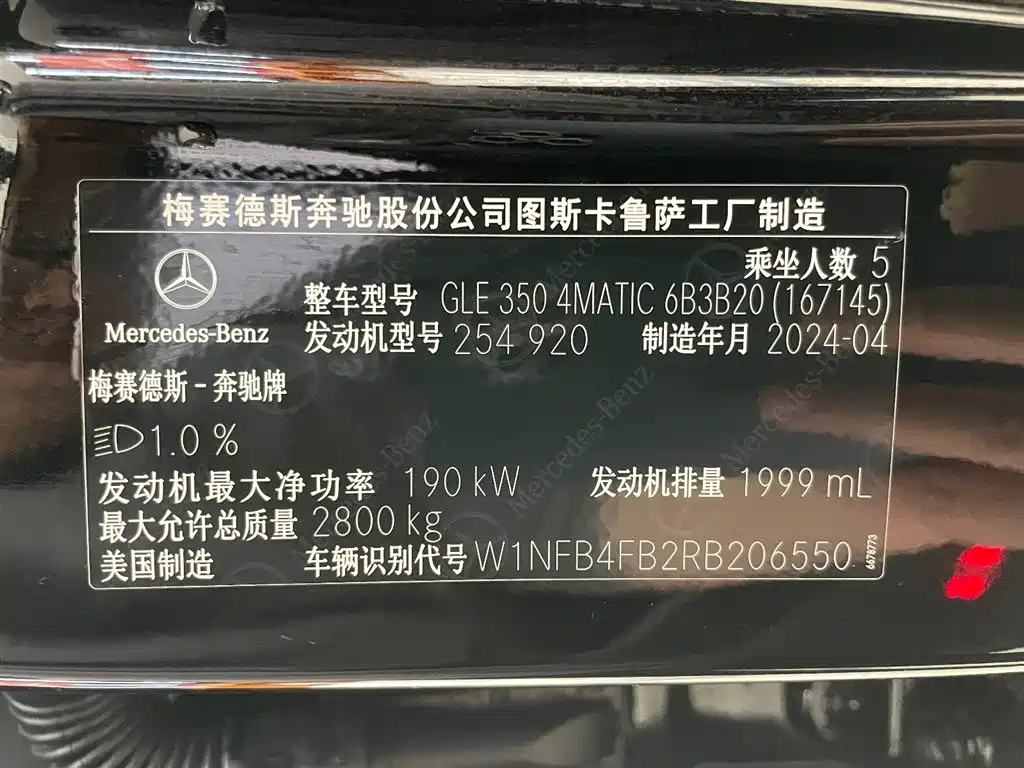 梅赛德斯奔驰股份公司图斯卡鲁萨工厂制造
乘坐人数 5
整车型号 GLE 350 4MATIC 6B3B20 (167145)
Mercedes-Benz
发动机型号 254 920 制造年月 2024-04
梅赛德斯 - 奔驰牌
1.0 %
发动机最大净功率 190 kW 发动机排量 1999 mL
最大允许总质量 2800 kg
美国制造 车辆识别代号 W1NFB4FB2RB206550
6678773